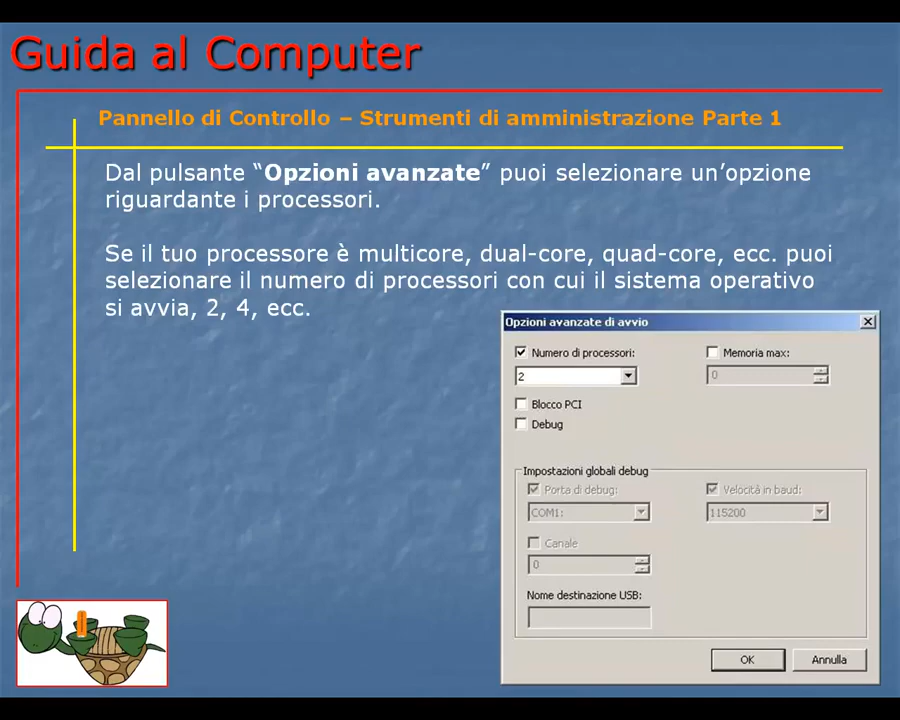 Guida al Computer
Pannello di Controllo – Strumenti di amministrazione Parte 1
Dal pulsante “Opzioni avanzate” puoi selezionare un’opzione
riguardante i processori.
Se il tuo processore è multicore, dual-core, quad-core, ecc. puoi
selezionare il numero di processori con cui il sistema operativo
si avvia, 2, 4, ecc.
Opzioni avanzate di avvio
Numero di processori:
2
Memoria max:
0
Blocco PCI
Debug
Impostazioni globali debug
Porta di debug:
COM1:
Velocità in baud:
115200
Canale
0
Nome destinazione USB:
OK
Annulla